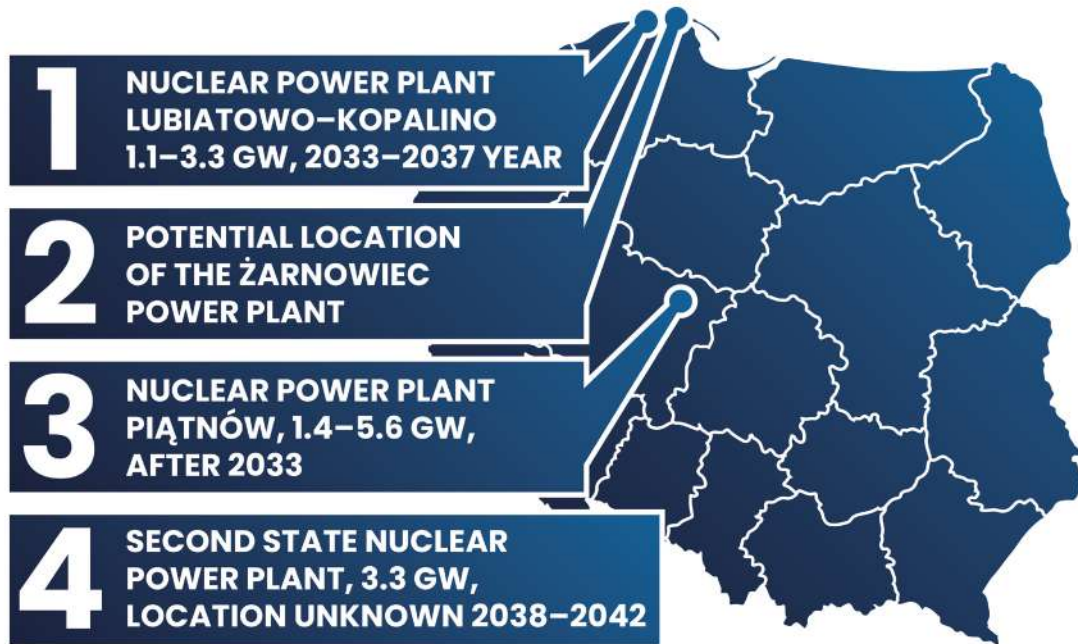 1
NUCLEAR POWER PLANT
LUBIATOWO–KOPALINO
1.1–3.3 GW, 2033–2037 YEAR
2
POTENTIAL LOCATION
OF THE ŻARNOWIEC
POWER PLANT
3
NUCLEAR POWER PLANT
PIĄTNÓW, 1.4–5.6 GW,
AFTER 2033
4
SECOND STATE NUCLEAR
POWER PLANT, 3.3 GW,
LOCATION UNKNOWN 2038–2042